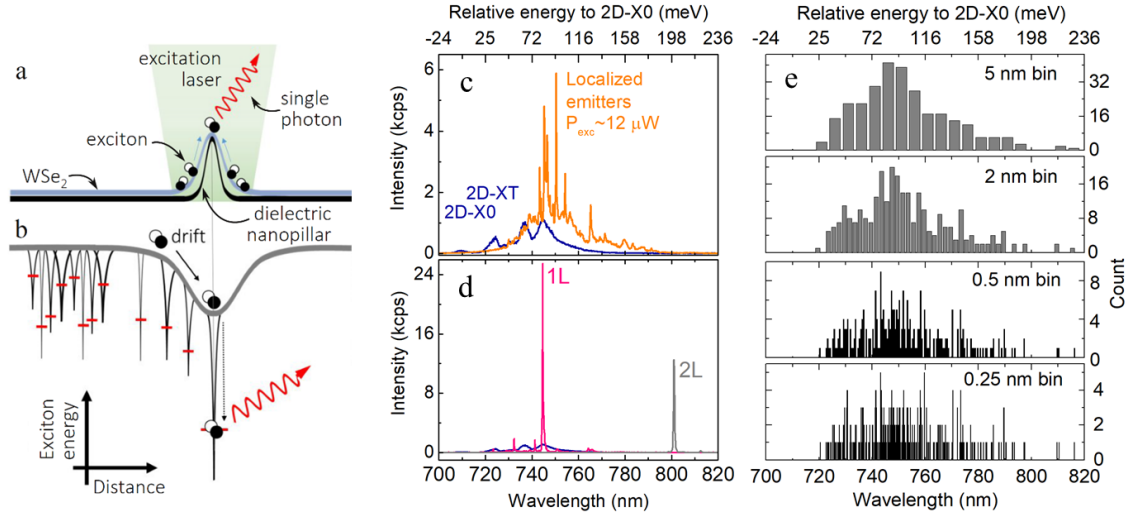 a
excitation
laser
single
photon
exciton
WSe2
dielectric
nanopillar
b
drift
Exciton
energy
Distance
Relative energy to 2D-X0 (meV)
-24 25 72 116 158 198 236
c
Localized
emitters
Pexc~12 μW
2D-XT
2D-X0
Intensity (kcps)
6
4
2
0
d
1L
2L
Intensity (kcps)
24
16
8
0
700 720 740 760 780 800 820
Wavelength (nm)
Relative energy to 2D-X0 (meV)
-24 25 72 116 158 198 236
e
5 nm bin
32
16
0
2 nm bin
16
8
0
0.5 nm bin
8
4
0
0.25 nm bin
4
2
0
Count
700 720 740 760 780 800 820
Wavelength (nm)